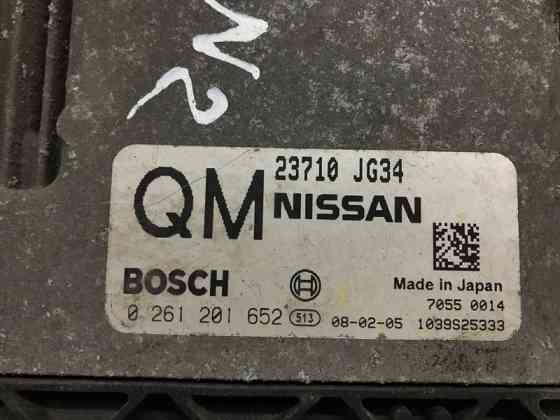 N2
QM
23710 JG34
NISSAN
BOSCH
Made in Japan
7055 0014
0 261 201 652 513 08-02-05 1039S25333